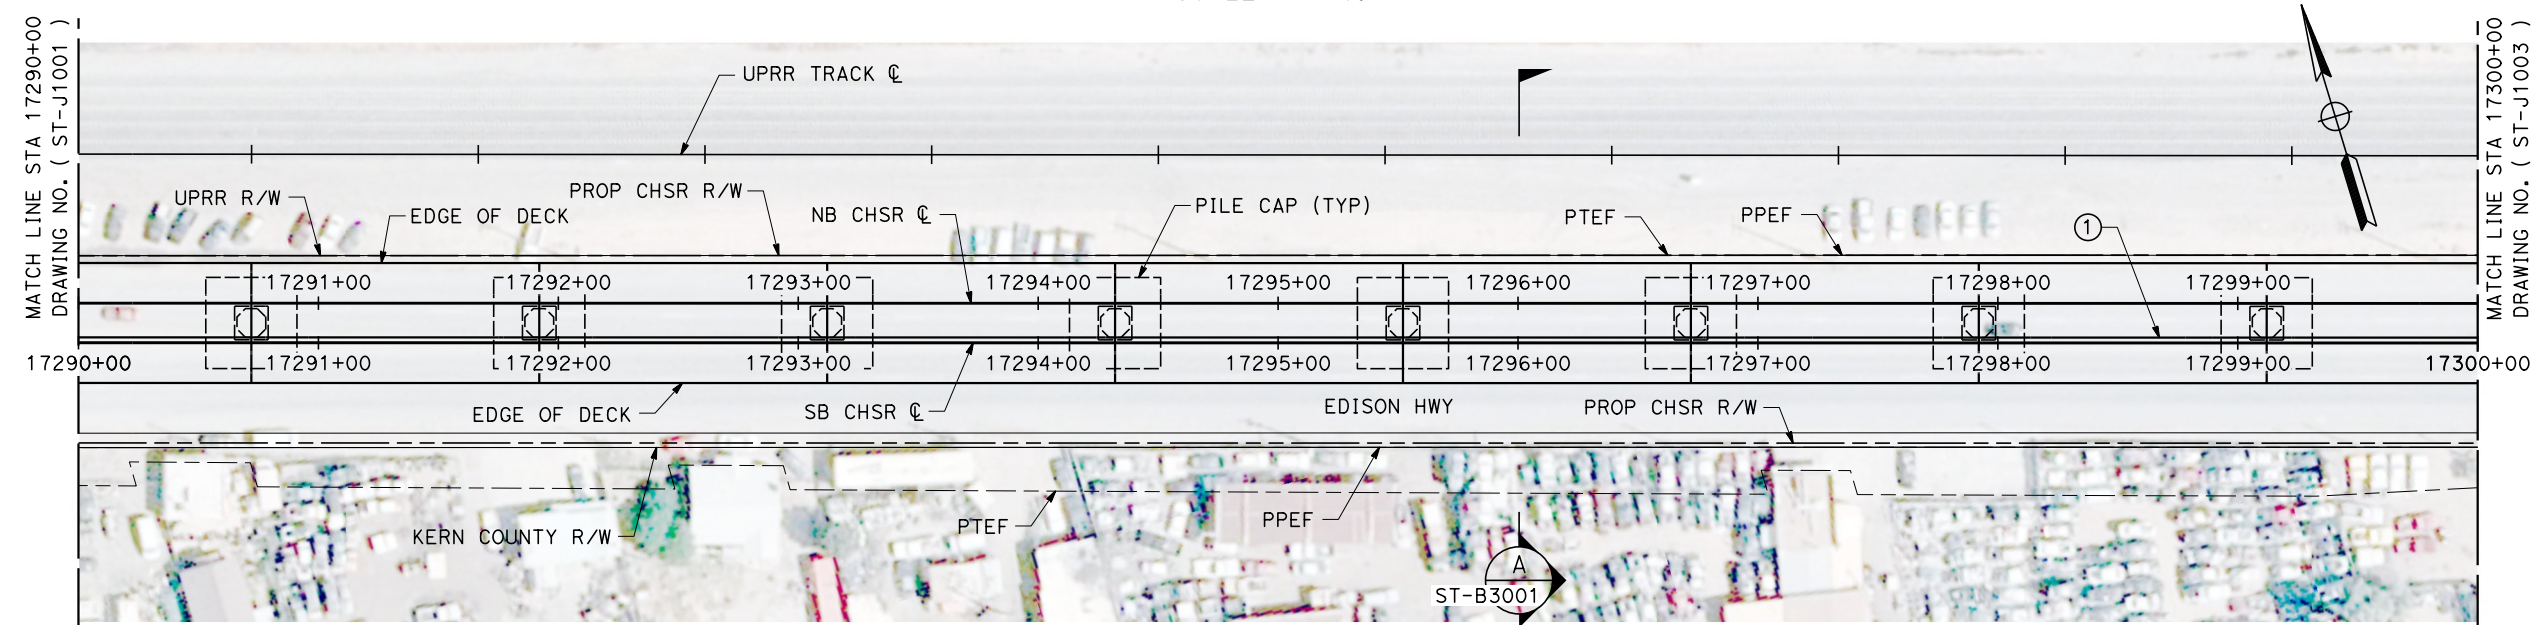 MATCH LINE STA 17290+00
DRAWING NO. ( ST-J1001 )
UPRR TRACK ℄
UPRR R/W
EDGE OF DECK
PROP CHSR R/W
NB CHSR ℄
PILE CAP (TYP)
PTEF
PPEF
1
17291+00 17292+00 17293+00 17294+00 17295+00 17296+00 17297+00 17298+00 17299+00
17290+00 17291+00 17292+00 17293+00 17294+00 17295+00 17296+00 17297+00 17298+00 17299+00 17300+00
EDGE OF DECK
SB CHSR ℄
EDISON HWY
PROP CHSR R/W
KERN COUNTY R/W
PTEF
PPEF
A
ST-B3001
MATCH LINE STA 17300+00
DRAWING NO. ( ST-J1003 )